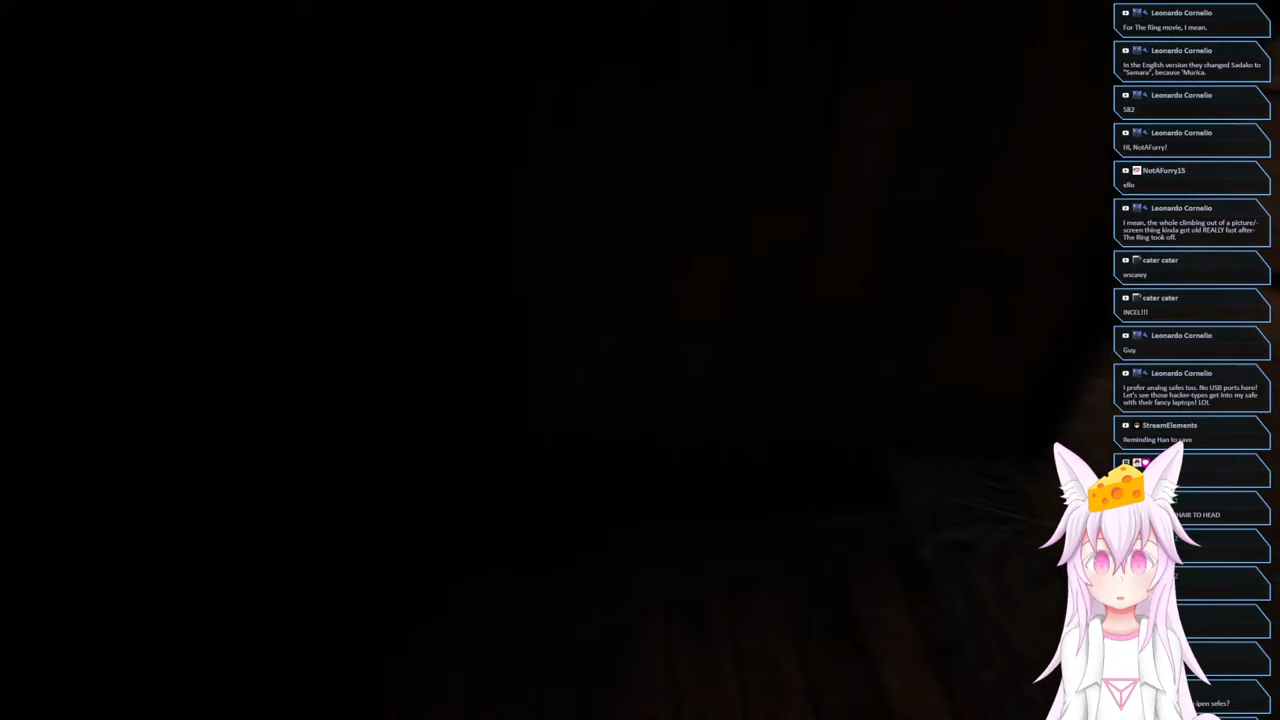 Leonardo Cornelio
For The Ring movie, I mean.
Leonardo Cornelio
In the English version they changed Sadako to
"Samara", because 'Murica.
Leonardo Cornelio
582
Leonardo Cornelio
Hi, NotAFurry!
NotAFurry15
ello
Leonardo Cornelio
I mean, the whole climbing out of a picture/-
screen thing kinda got old REALLY fast after-
The Ring took off.
cater cater
wscawy
cater cater
INCEL!!!
Leonardo Cornelio
Guy.
Leonardo Cornelio
I prefer analog safes too. No USB ports here!
Let's see those hacker-types get into my safe
with their fancy laptops! LOL
StreamElements
Reminding Han to save
HAIR TO HEAD
ipen sefes?